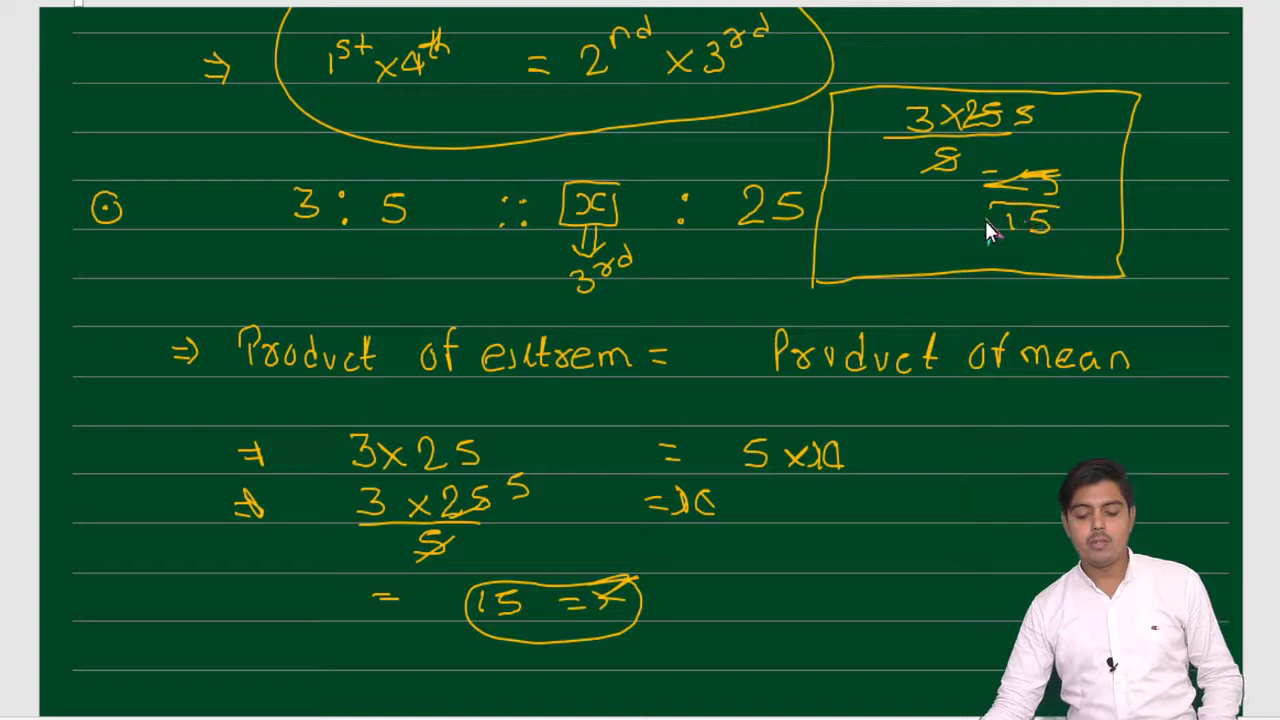 ⇒ 1st × 4th = 2nd × 3rd
3 × 25 5
5
=
15
⊙ 3 : 5 :: x : 25
3rd
⇒ Product of extrem = Product of mean
⇒ 3 × 25 = 5 × x
⇒ 3 × 25 5 = x
5
= 15 = x